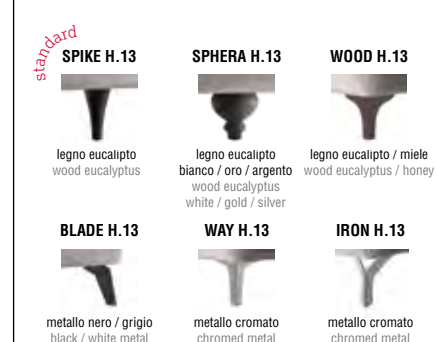 standard
SPIKE H.13
legno eucalipto
wood eucalyptus
SPHERA H.13
legno eucalipto
bianco / oro / argento
wood eucalyptus
white / gold / silver
WOOD H.13
legno eucalipto / miele
wood eucalyptus / honey
BLADE H.13
metallo nero / grigio
black / white metal
WAY H.13
metallo cromato
chromed metal
IRON H.13
metallo cromato
chromed metal